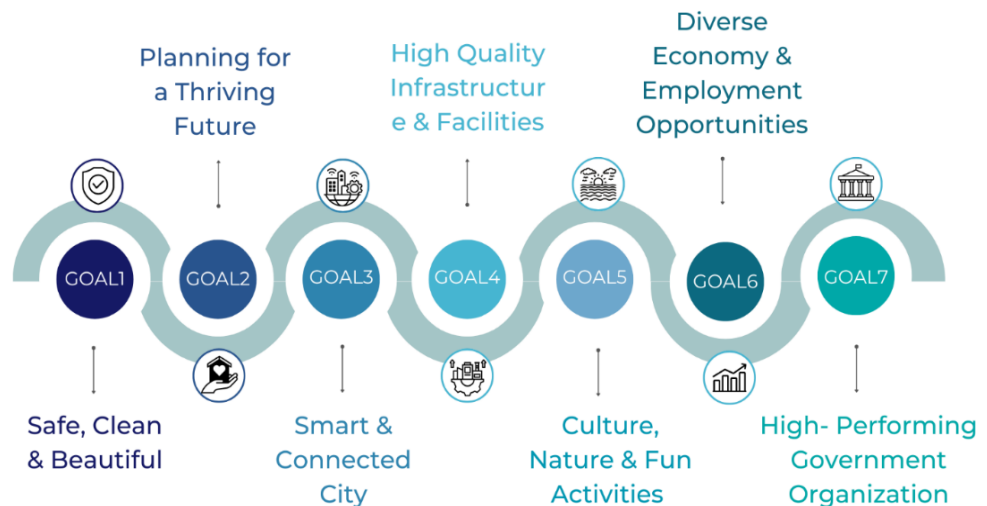 Planning for
a Thriving
Future
High Quality
Infrastructur
e & Facilities
Diverse
Economy &
Employment
Opportunities
GOAL1
GOAL2
GOAL3
GOAL4
GOAL5
GOAL6
GOAL7
Safe, Clean
& Beautiful
Smart &
Connected
City
Culture,
Nature & Fun
Activities
High- Performing
Government
Organization